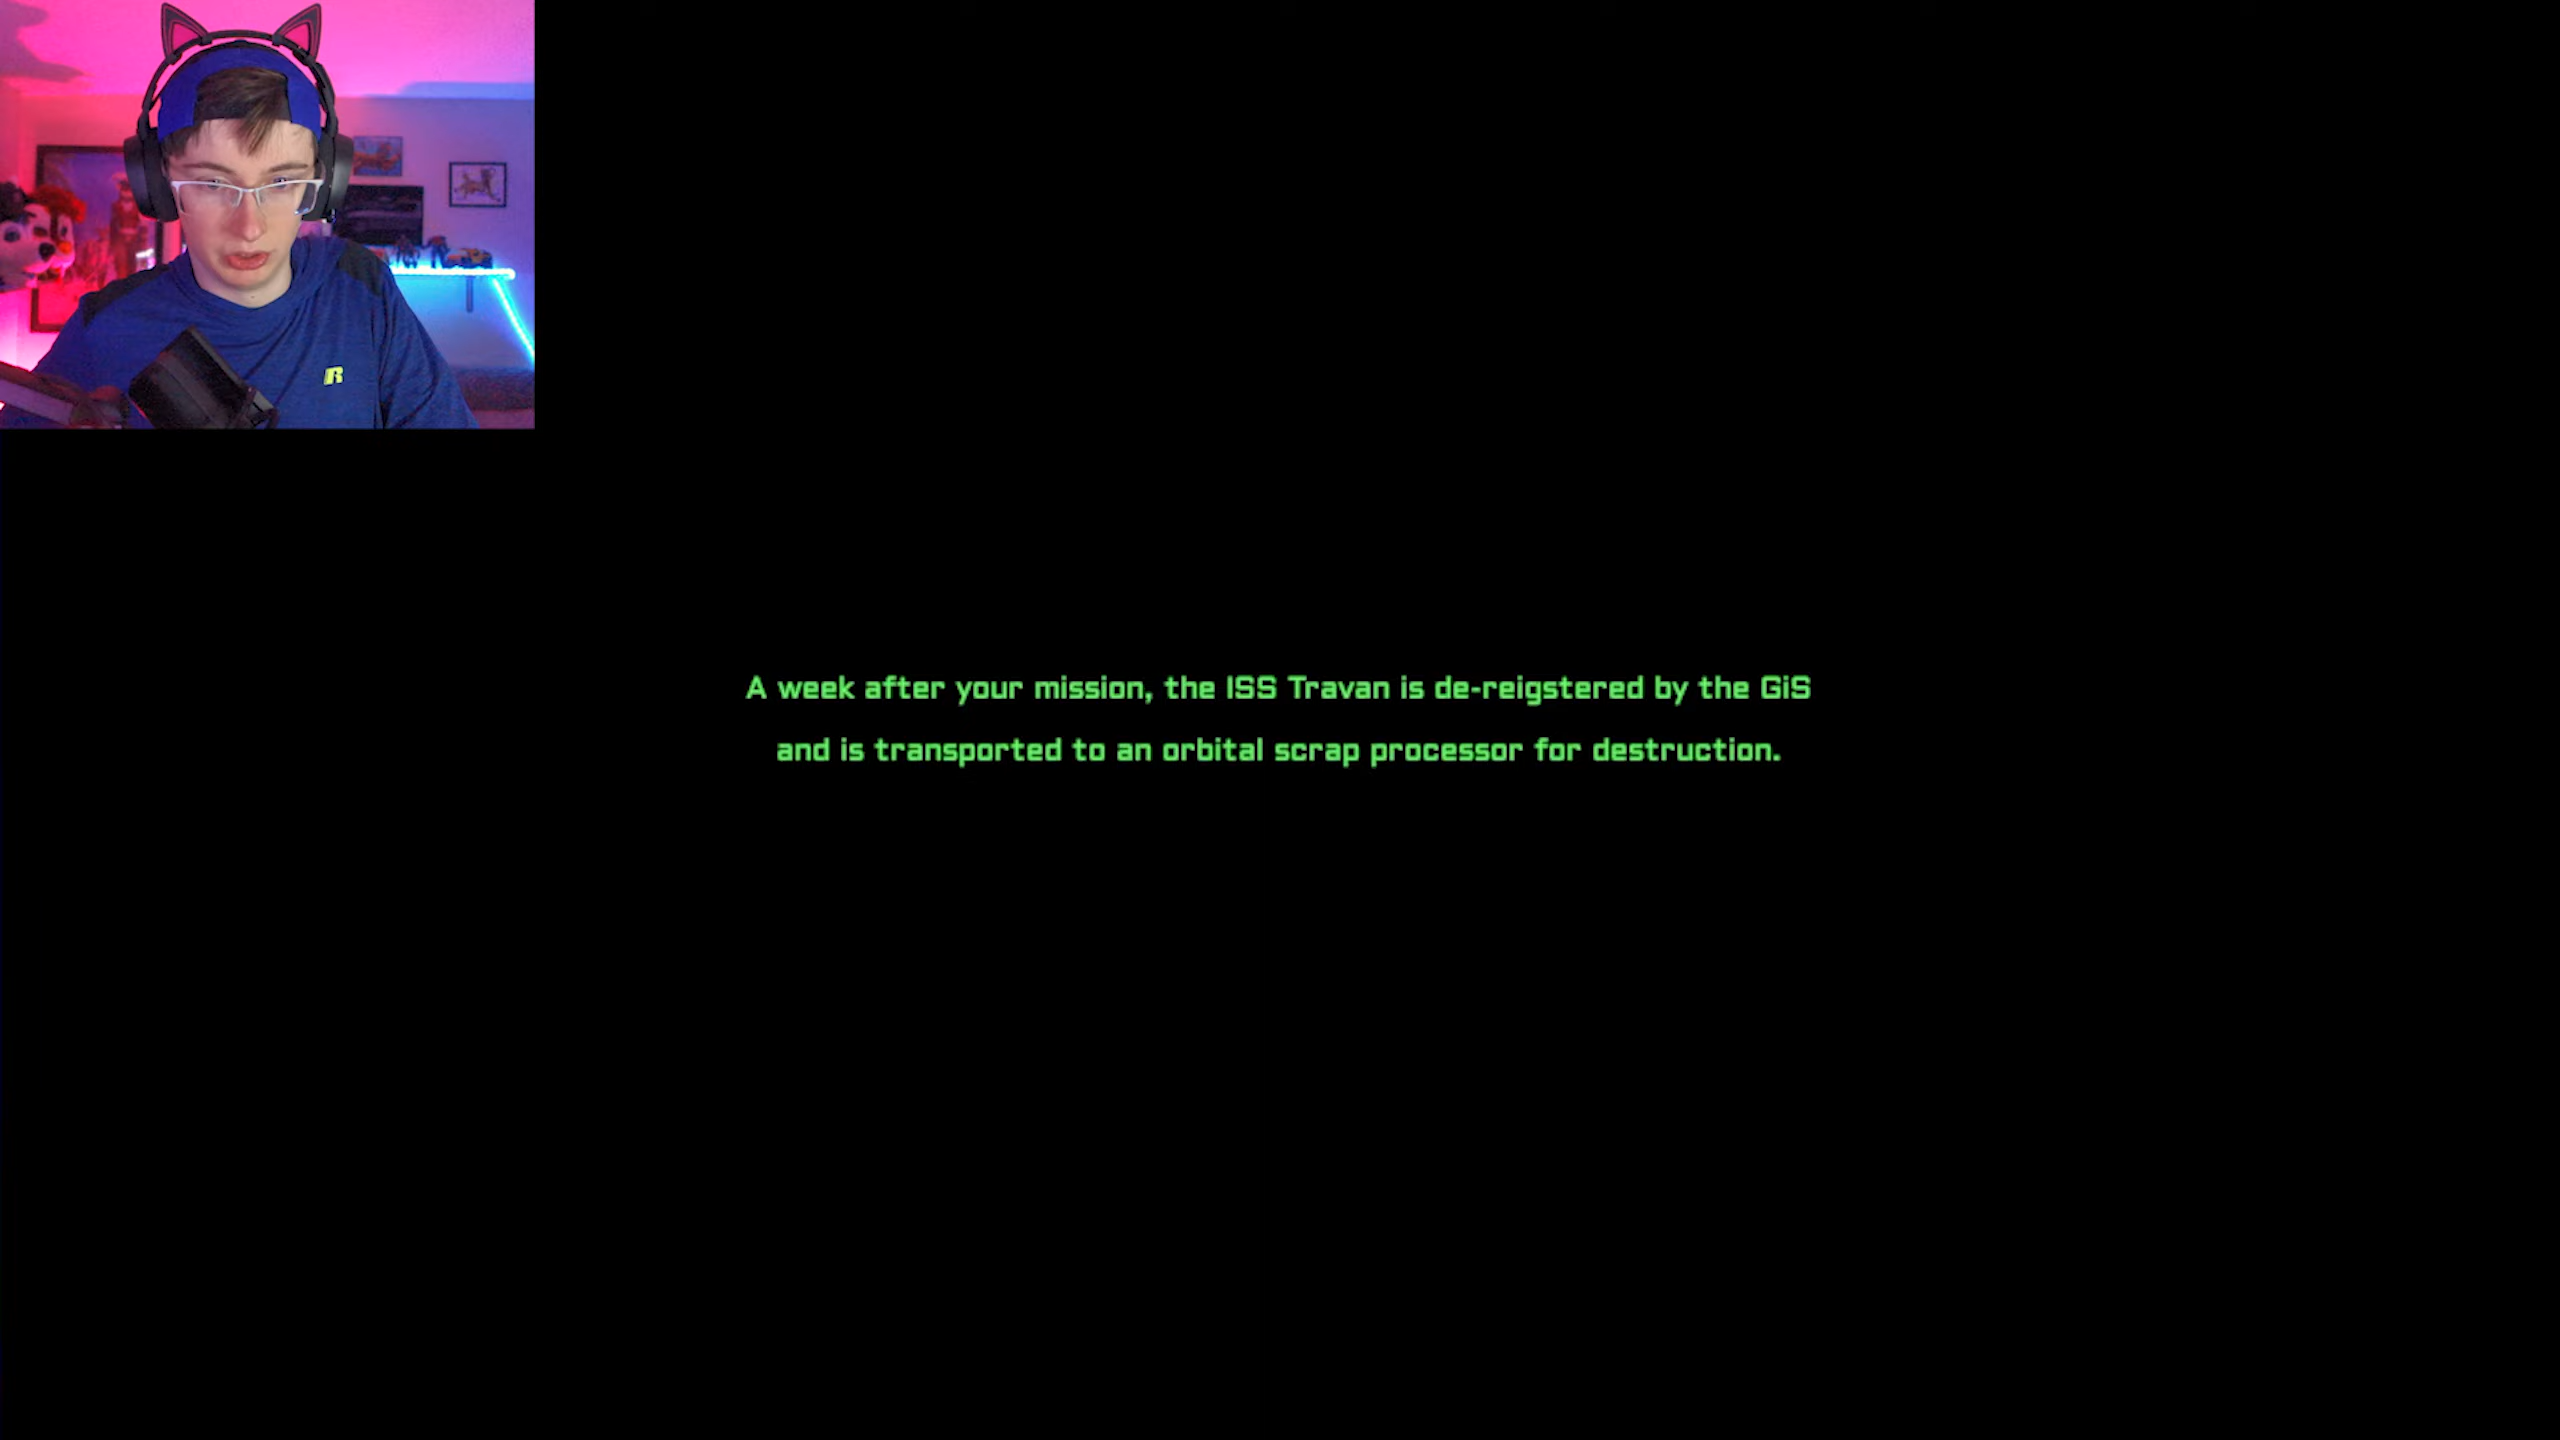 R
A week after your mission, the ISS Travan is de-reigstered by the GiS
and is transported to an orbital scrap processor for destruction.